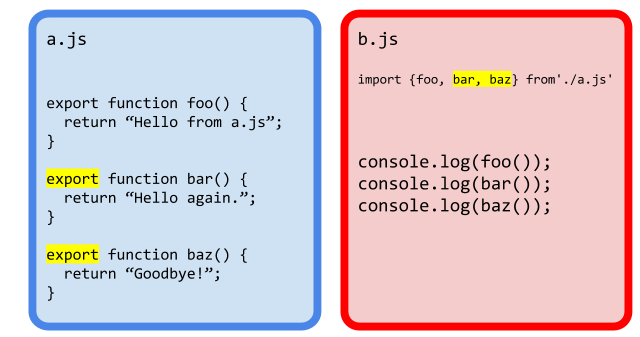 a.js
export function foo() {
return “Hello from a.js”;
}
export function bar() {
return “Hello again.”;
}
export function baz() {
return “Goodbye!”;
}
b.js
import {foo, bar, baz} from'./a.js'
console.log(foo());
console.log(bar());
console.log(baz());